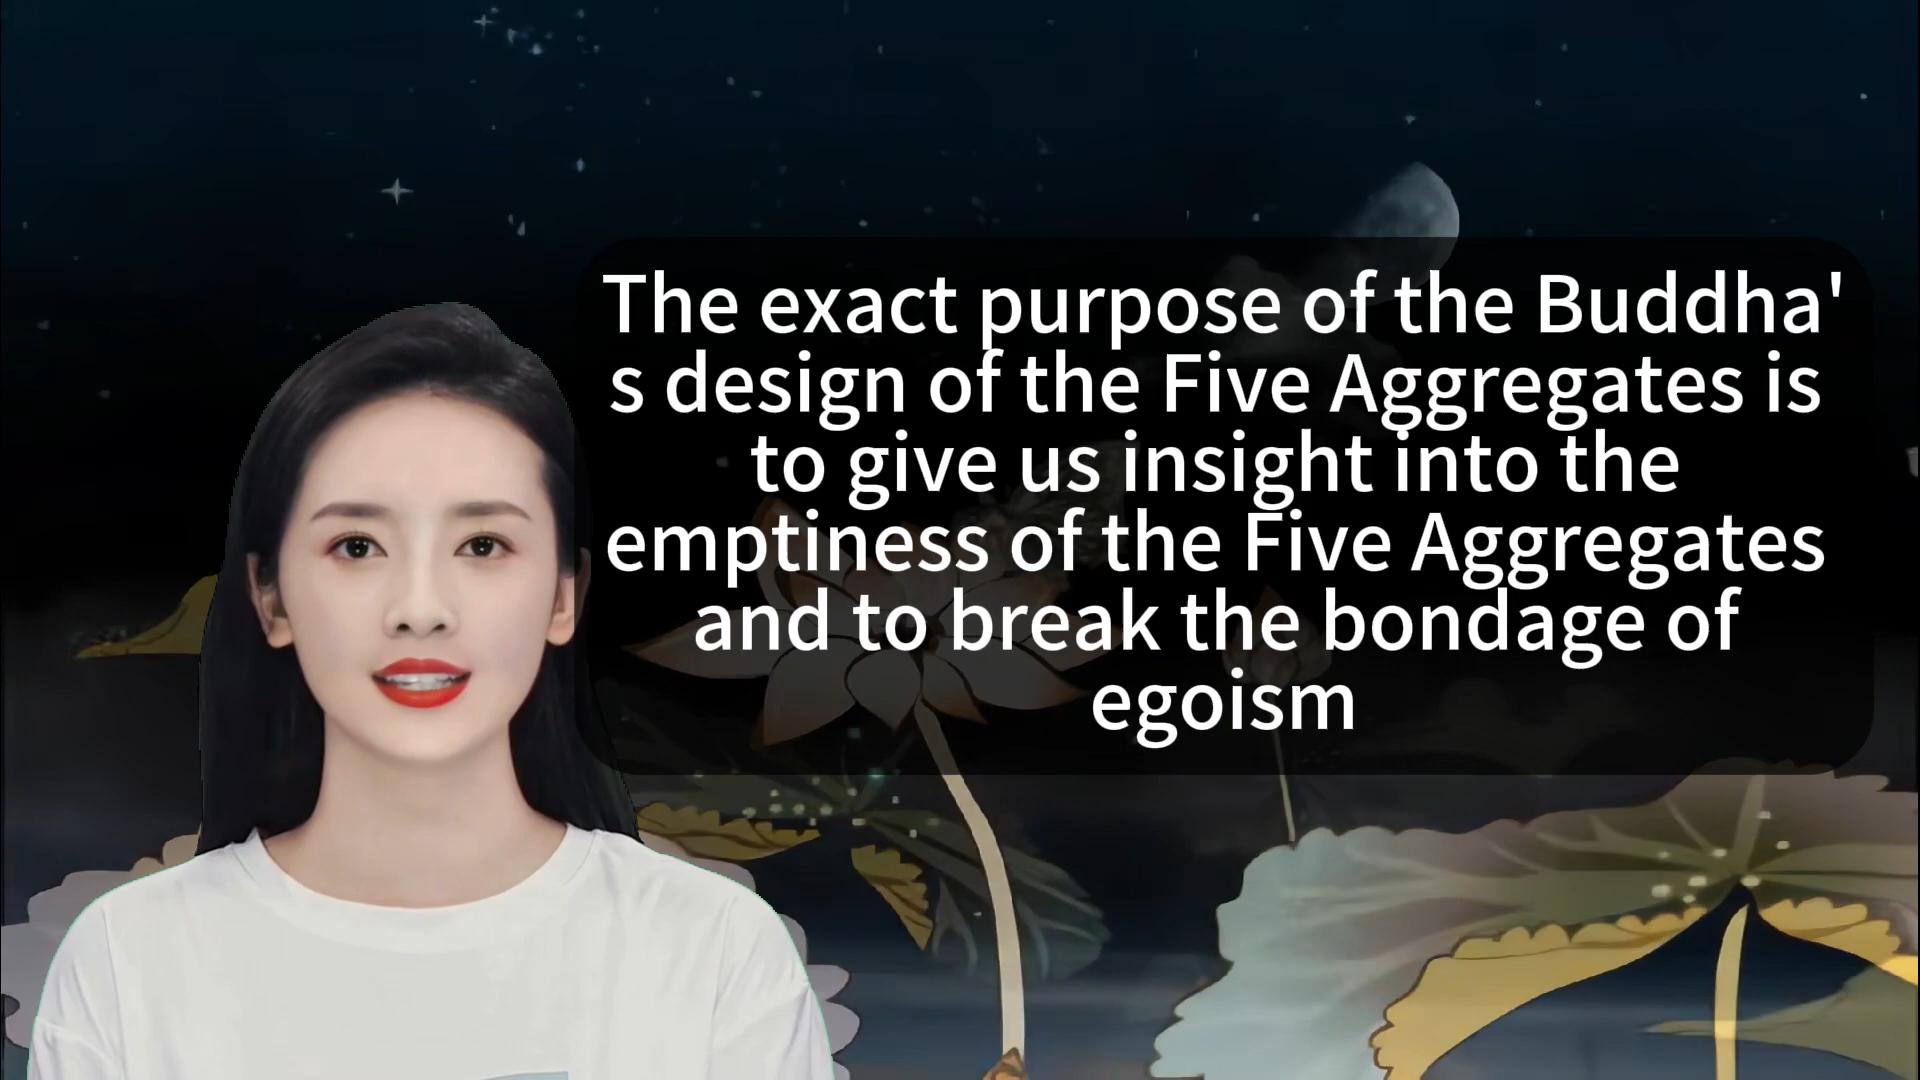 The exact purpose of the Buddha'
s design of the Five Aggregates is
to give us insight into the
emptiness of the Five Aggregates
and to break the bondage of
egoism